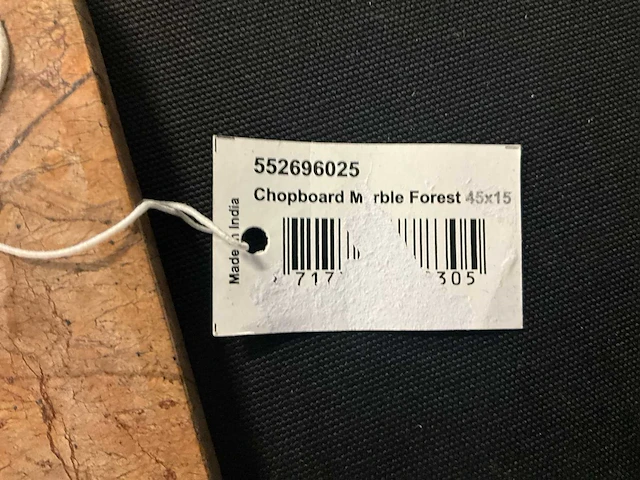 552696025
Chopboard Marble Forest 45x15
717 305
Made in India